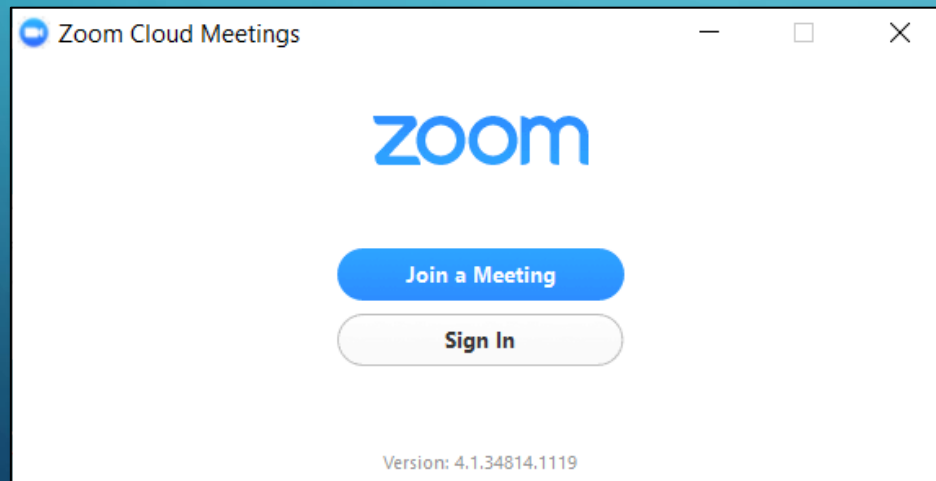 Zoom Cloud Meetings
zoom
Join a Meeting
Sign In
Version: 4.1.34814.1119